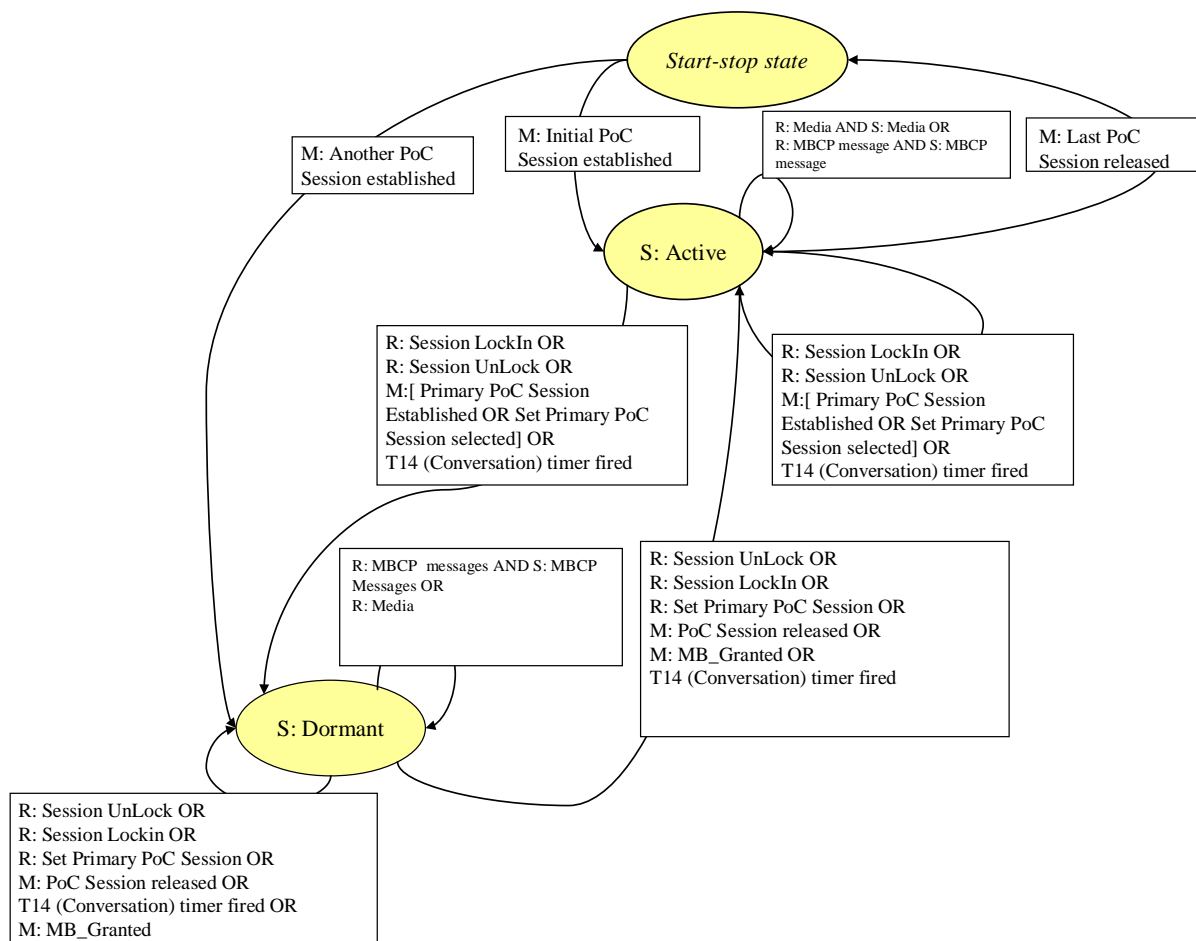 Start-stop state
M: Another PoC
Session established
M: Initial PoC
Session established
R: Media AND S: Media OR
R: MBCP message AND S: MBCP
message
M: Last PoC
Session released
S: Active
R: Session LockIn OR
R: Session UnLock OR
M:[ Primary PoC Session
Established OR Set Primary PoC
Session selected] OR
T14 (Conversation) timer fired
R: Session LockIn OR
R: Session UnLock OR
M:[ Primary PoC Session
Established OR Set Primary PoC
Session selected] OR
T14 (Conversation) timer fired
R: MBCP messages AND S: MBCP
Messages OR
R: Media
R: Session UnLock OR
R: Session LockIn OR
R: Set Primary PoC Session OR
M: PoC Session released OR
M: MB_Granted OR
T14 (Conversation) timer fired
S: Dormant
R: Session UnLock OR
R: Session Lockin OR
R: Set Primary PoC Session OR
M: PoC Session released OR
T14 (Conversation) timer fired OR
M: MB_Granted